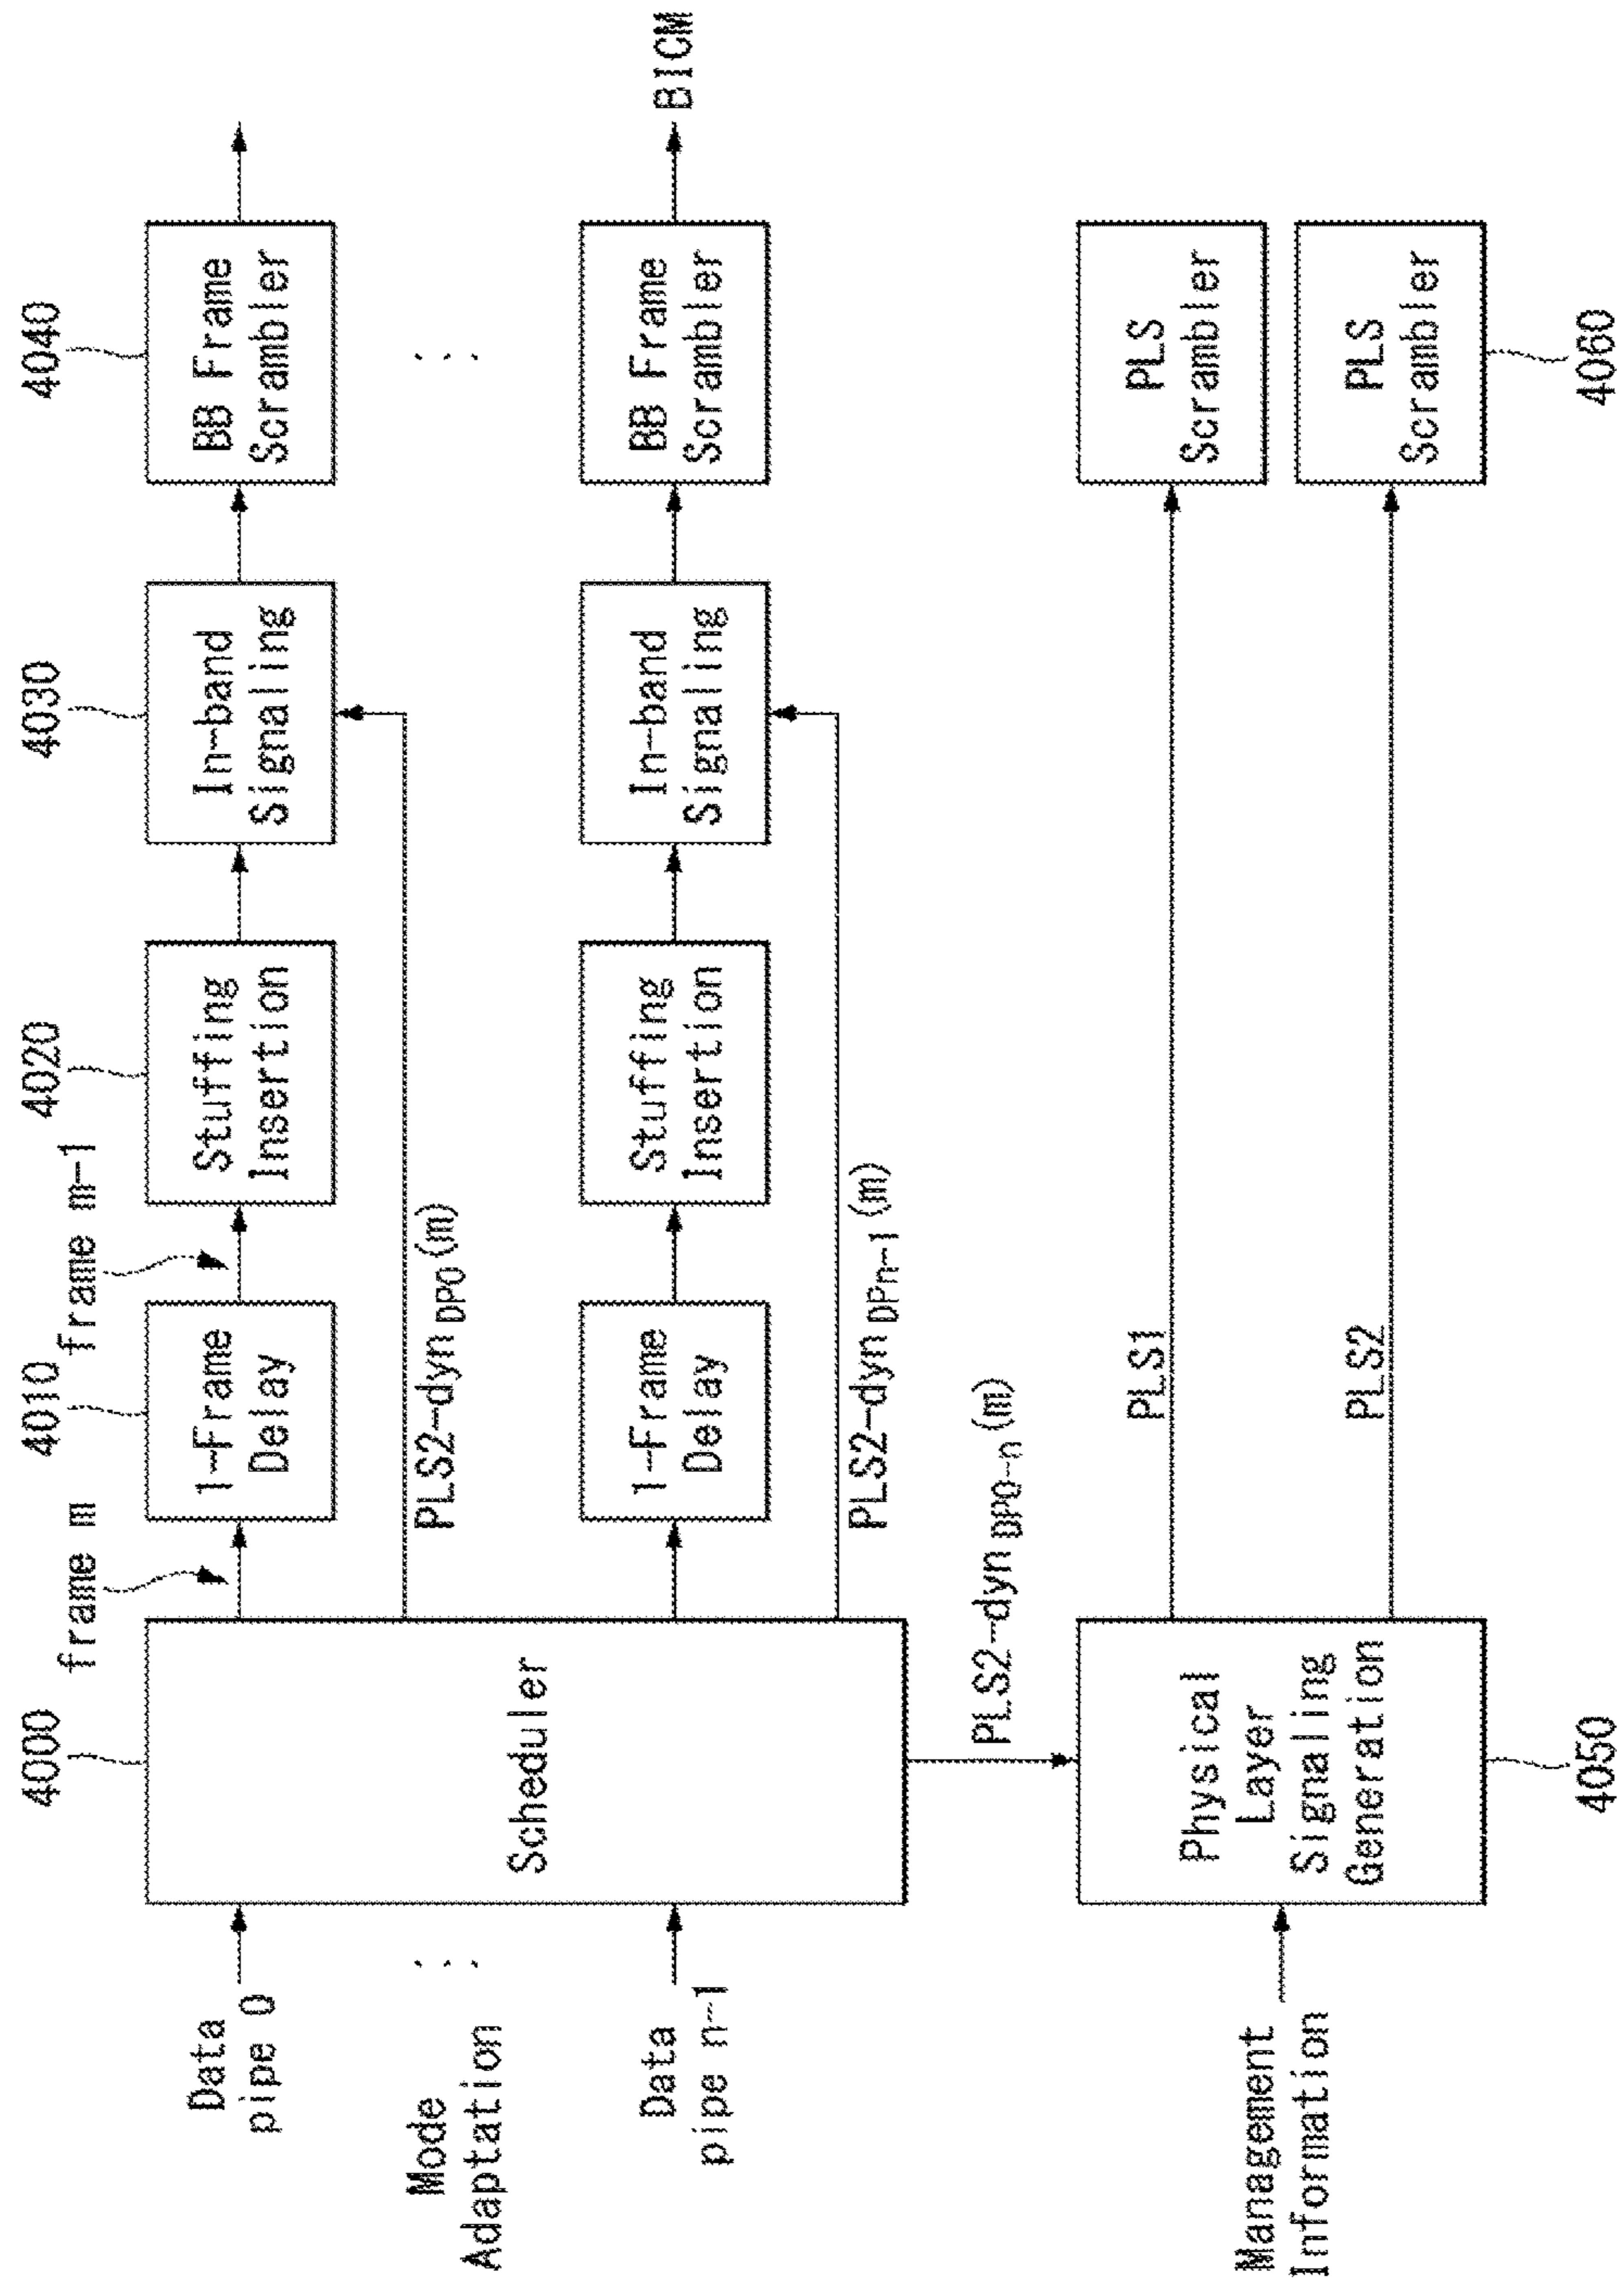 4000
4010
4020
4030
4040
frame m
frame m-1
Data
pipe 0
Mode
Adaptation
Data
pipe n-1
Scheduler
1-Frame
Delay
Stuffing
Insertion
In-band
Signaling
BB Frame
Scrambler
PLS2-dyn DP0 (m)
1-Frame
Delay
Stuffing
Insertion
In-band
Signaling
BB Frame
Scrambler
BICM
PLS2-dyn DPn-1 (m)
PLS2-dyn DP0-n (m)
Management
Information
Physical
Layer
Signaling
Generation
PLS1
PLS
Scrambler
PLS2
PLS
Scrambler
4050
4060